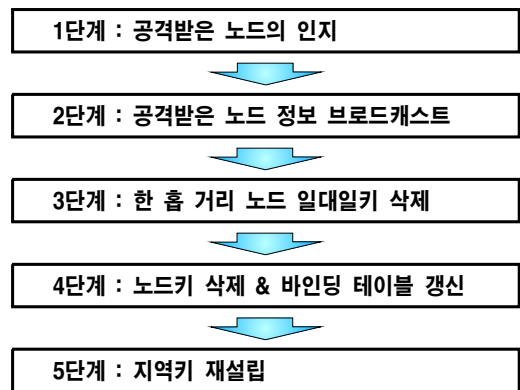 1단계 : 공격받은 노드의 인지
2단계 : 공격받은 노드 정보 브로드캐스트
3단계 : 한 홉 거리 노드 일대일키 삭제
4단계 : 노드키 삭제 & 바인딩 테이블 갱신
5단계 : 지역키 재설립